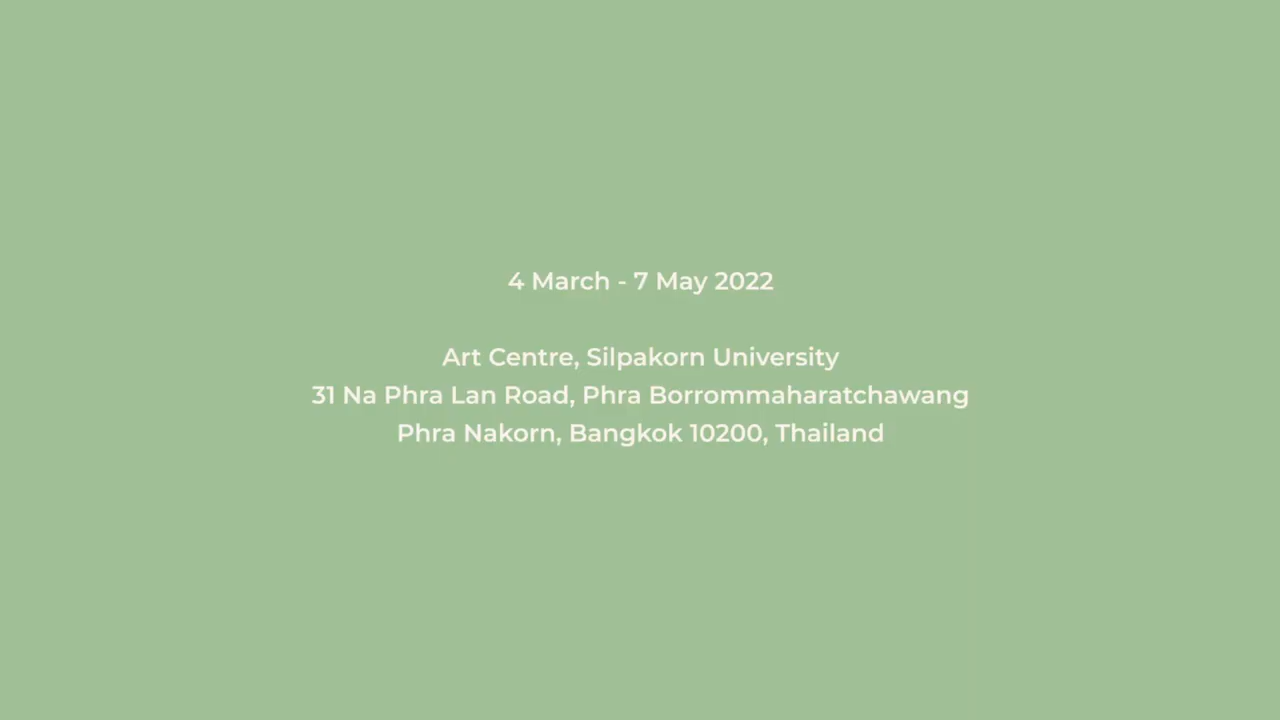 4 March - 7 May 2022
Art Centre, Silpakorn University
31 Na Phra Lan Road, Phra Borrommaharatchawang
Phra Nakorn, Bangkok 10200, Thailand